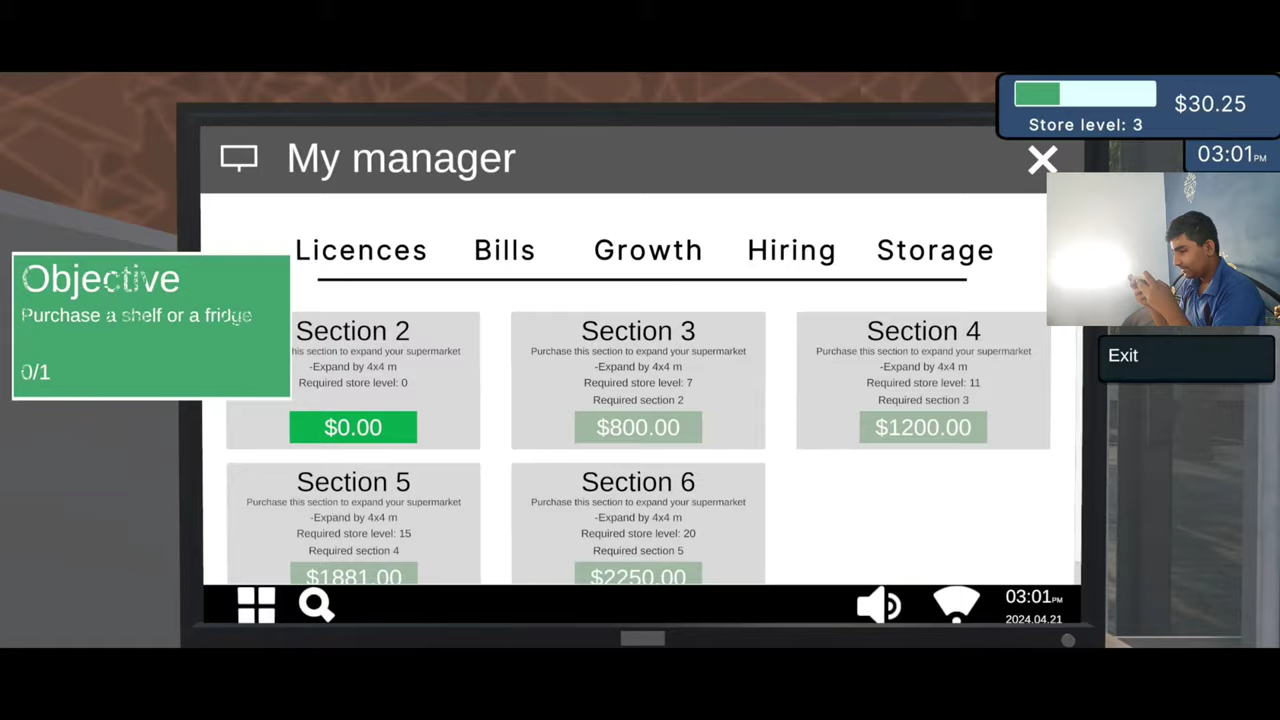 My manager
$30.25
Store level: 3
03:01PM
Licences
Bills
Growth
Hiring
Storage
Objective
Purchase a shelf or a fridge
0/1
Section 2
this section to expand your supermarket
-Expand by 4x4 m
Required store level: 0
$0.00
Section 3
Purchase this section to expand your supermarket
-Expand by 4x4 m
Required store level: 7
Required section 2
$800.00
Section 4
Purchase this section to expand your supermarket
-Expand by 4x4 m
Required store level: 11
Required section 3
$1200.00
Exit
Section 5
Purchase this section to expand your supermarket
-Expand by 4x4 m
Required store level: 15
Required section 4
$1881.00
Section 6
Purchase this section to expand your supermarket
-Expand by 4x4 m
Required store level: 20
Required section 5
$2250.00
03:01PM
2024.04.21